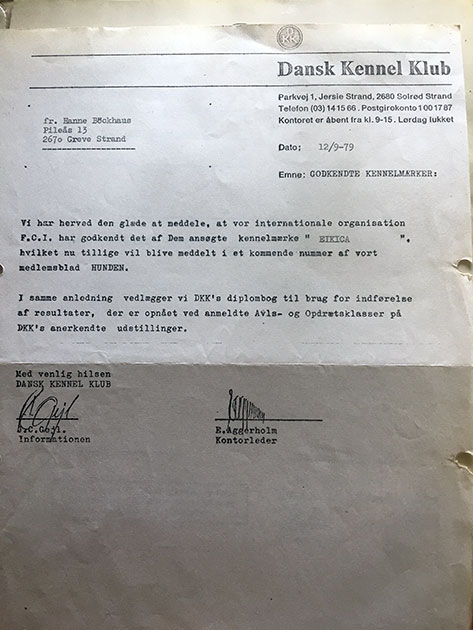 DKK
Dansk Kennel Klub
Parkvej 1, Jersie Strand, 2680 Solrød Strand
Telefon (03) 14 15 66 . Postgirokonto 1 00 17 87
Kontoret er åbent fra kl. 9-15 . Lørdag lukket
fr. Hanne Böckhaus
Pileås 13
2670 Greve Strand
Dato; 12/9-79
Emne; GODKENDTE KENNELMÆRKER:
Vi har herved den glæde at meddele, at vor internationale organisation
F.C.I. har godkendt det af Dem ansøgte kennelmærke " EIKICA ",
hvilket nu tillige vil blive meddelt i et kommende nummer af vort
medlemsblad HUNDEN.
I samme anledning vedlægger vi DKK's diplombog til brug for indførelse
af resultater, der er opnået ved anmeldte Avls- og Opdrætsklasser på
DKK's anerkendte udstillinger.
Med venlig hilsen
DANSK KENNEL KLUB
Informationen
E.Aggerholm
Kontorleder